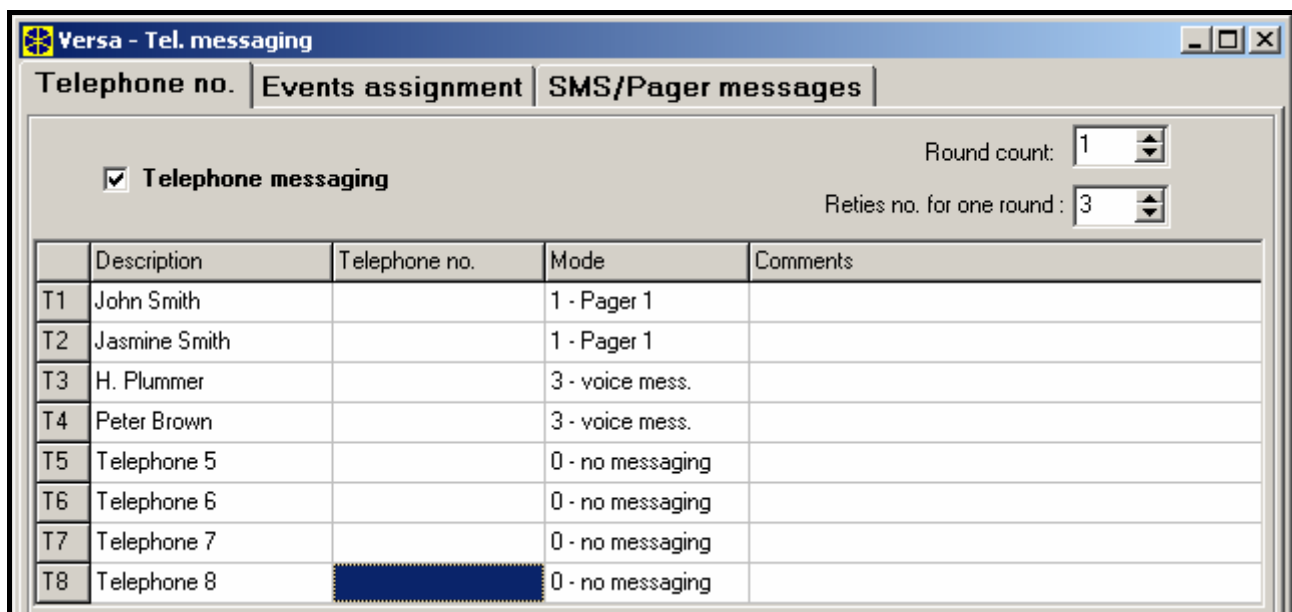 Versa - Tel. messaging
Telephone no. Events assignment SMS/Pager messages
Round count: 1
Telephone messaging
Reties no. for one round : 3
Description Telephone no. Mode Comments
T1 John Smith 1 - Pager 1
T2 Jasmine Smith 1 - Pager 1
T3 H. Plummer 3 - voice mess.
T4 Peter Brown 3 - voice mess.
T5 Telephone 5 0 - no messaging
T6 Telephone 6 0 - no messaging
T7 Telephone 7 0 - no messaging
T8 Telephone 8 0 - no messaging